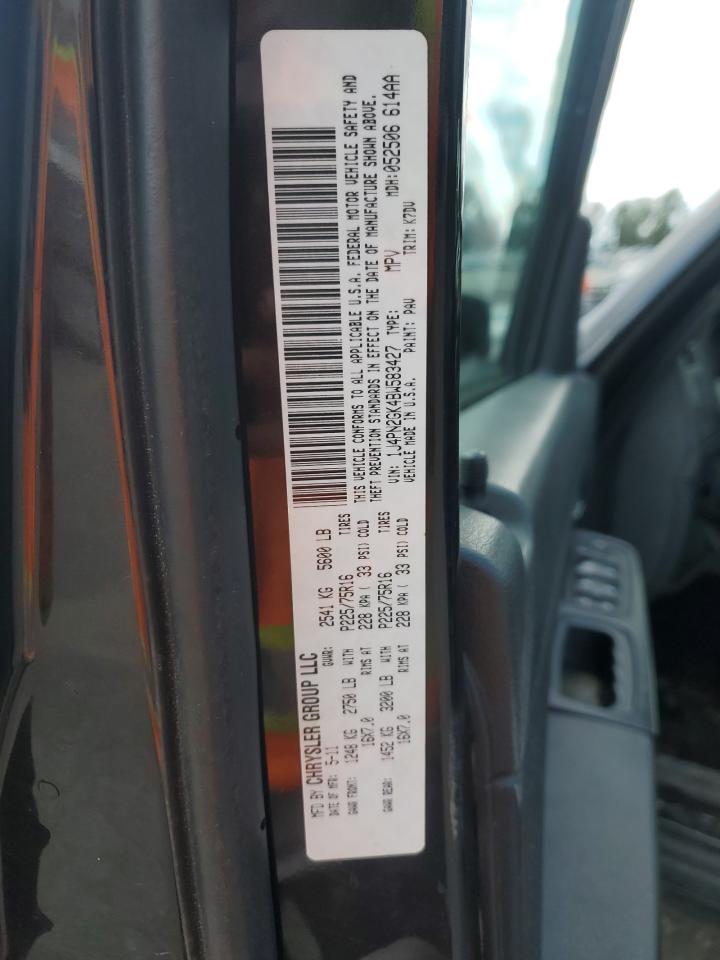 MFD BY CHRYSLER GROUP LLC
DATE OF MFR: 5-11 GVWR: 2541 KG 5600 LB
GAWR FRONT: 1248 KG 2750 LB WITH P225/75R16 TIRES
16X7.0 RIMS AT 228 KPA ( 33 PSI) COLD
GAWR REAR: 1452 KG 3200 LB WITH P225/75R16 TIRES
16X7.0 RIMS AT 228 KPA ( 33 PSI) COLD
THIS VEHICLE CONFORMS TO ALL APPLICABLE U.S.A. FEDERAL MOTOR VEHICLE SAFETY AND
THEFT PREVENTION STANDARDS IN EFFECT ON THE DATE OF MANUFACTURE SHOWN ABOVE.
VIN: 1J4PN2GK4BW583427 TYPE: MPV MDH:052506 614AA
VEHICLE MADE IN U.S.A. PAINT: PAV TRIM: K7DV